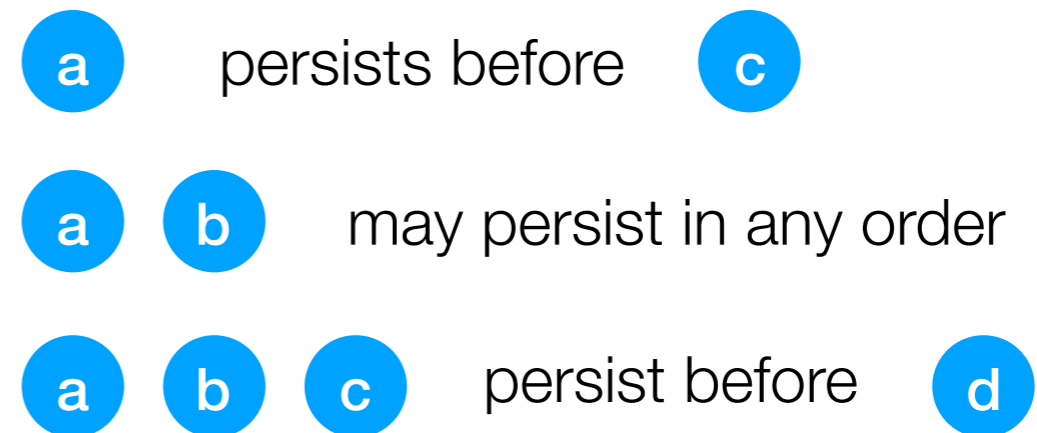 a persists before c
a b may persist in any order
a b c persist before d